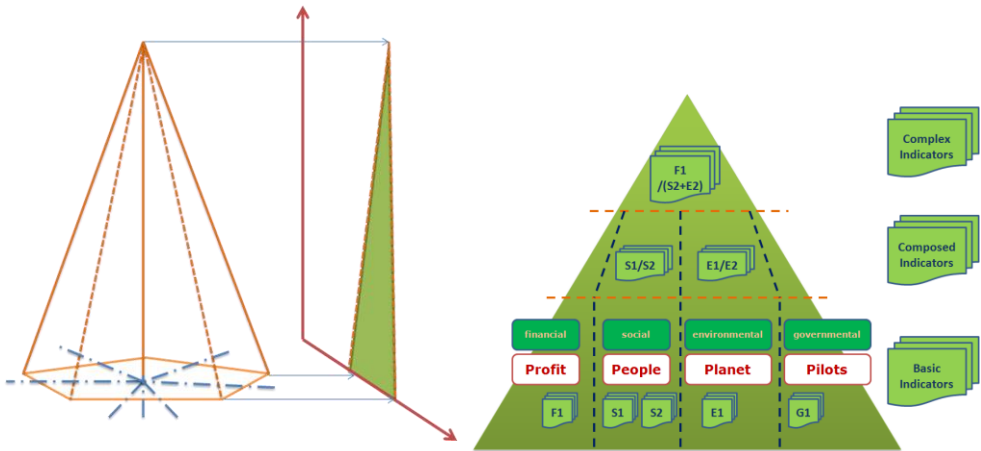 F1
/(S2+E2)
Complex
Indicators
S1/S2
E1/E2
Composed
Indicators
financial
social
environmental
governmental
Profit
People
Planet
Pilots
Basic
Indicators
F1
S1
S2
E1
G1